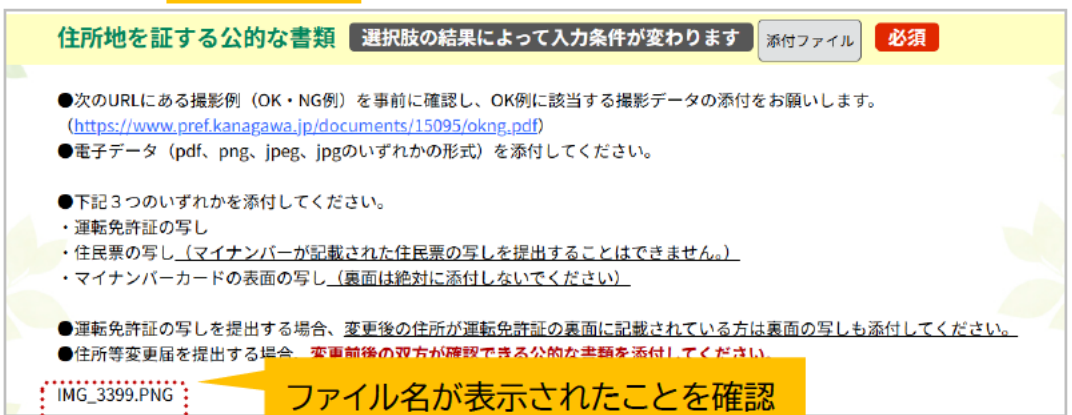 住所地を証する公的な書類 選択肢の結果によって入力条件が変わります 添付ファイル 必須
●次のURLにある撮影例（OK・NG例）を事前に確認し、OK例に該当する撮影データの添付をお願いします。
（https://www.pref.kanagawa.jp/documents/15095/okng.pdf）
●電子データ（pdf、png、jpeg、jpgのいずれかの形式）を添付してください。
●下記３つのいずれかを添付してください。
・運転免許証の写し
・住民票の写し（マイナンバーが記載された住民票の写しを提出することはできません。）
・マイナンバーカードの表面の写し（裏面は絶対に添付しないでください）
●運転免許証の写しを提出する場合、変更後の住所が運転免許証の裏面に記載されている方は裏面の写しも添付してください。
●住所等変更届を提出する場合、変更前後の双方が確認できる公的な書類を添付してください。
IMG_3399.PNG
ファイル名が表示されたことを確認